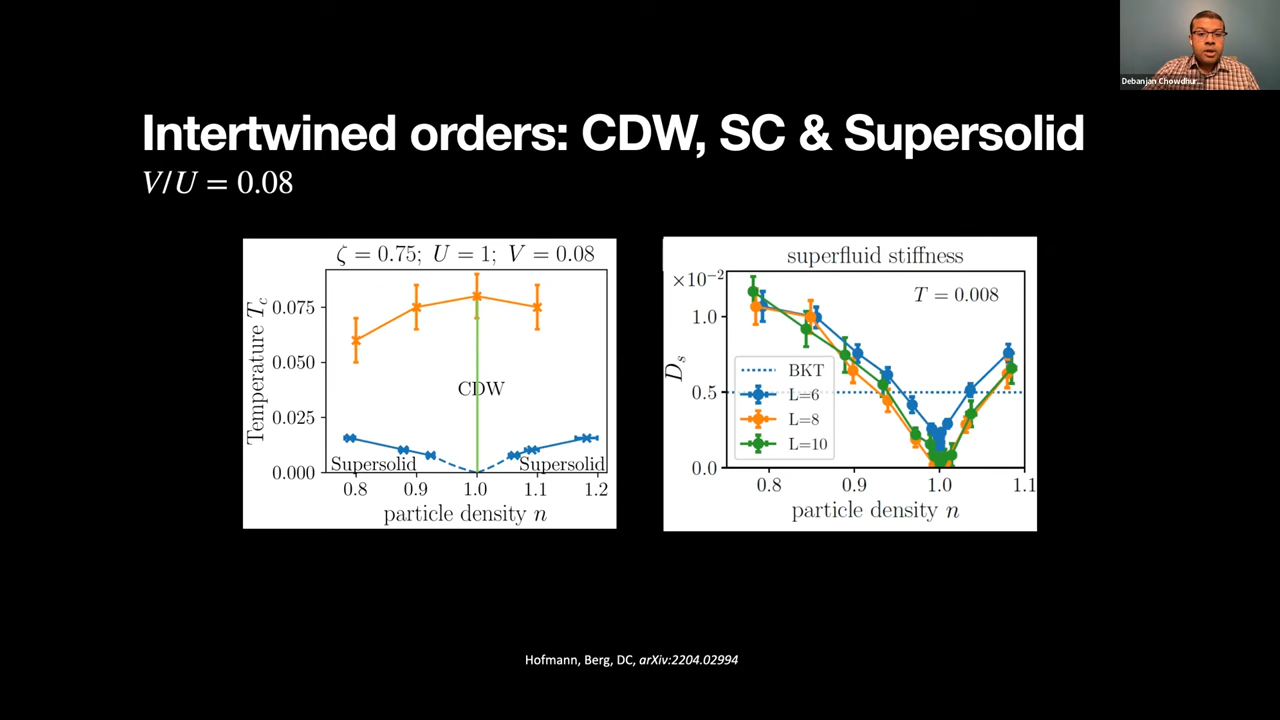 Debanjan Chowdhur...
Intertwined orders: CDW, SC & Supersolid
V/U = 0.08
ζ = 0.75; U = 1; V = 0.08
Temperature T_c
0.075
0.050
0.025
0.000
CDW
Supersolid
Supersolid
0.8 0.9 1.0 1.1 1.2
particle density n
superfluid stiffness
×10⁻²
T = 0.008
D_s
1.0
0.5
0.0
BKT
L=6
L=8
L=10
0.8 0.9 1.0 1.1
particle density n
Hofmann, Berg, DC, arXiv:2204.02994